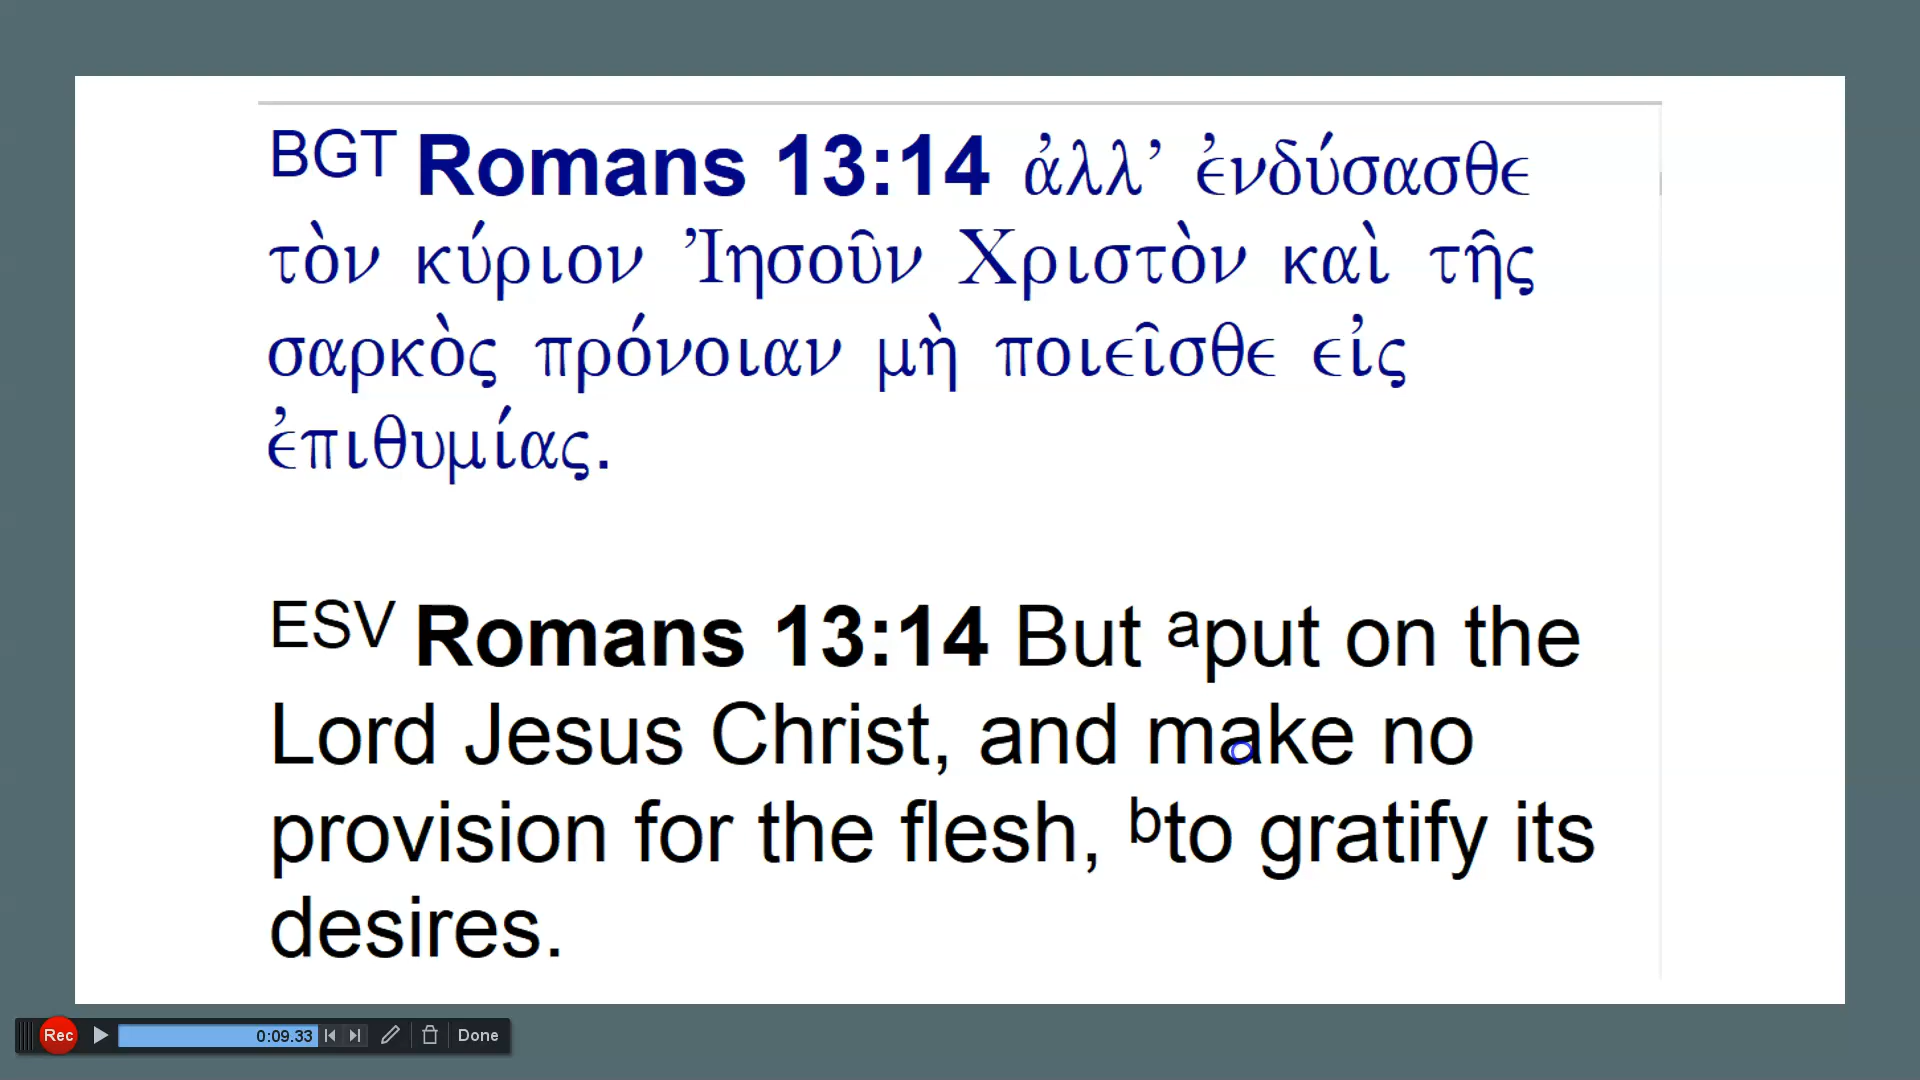 BGT Romans 13:14 ἀλλ’ ἐνδύσασθε
τὸν κύριον Ἰησοῦν Χριστὸν καὶ τῆς
σαρκὸς πρόνοιαν μὴ ποιεῖσθε εἰς
ἐπιθυμίας.
ESV Romans 13:14 But aput on the
Lord Jesus Christ, and make no
provision for the flesh, bto gratify its
desires.
Rec 0:09.33 Done